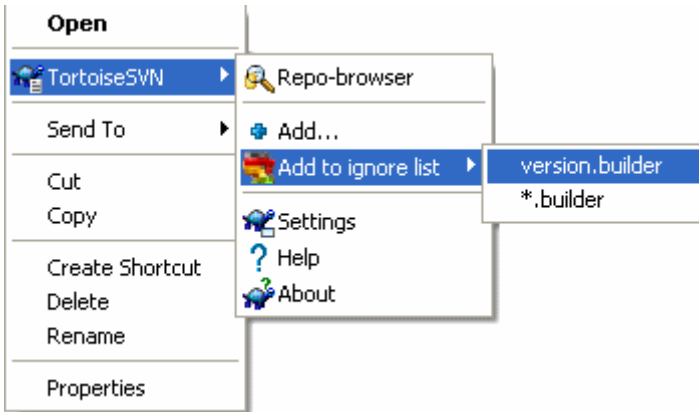 Open
TortoiseSVN
Send To
Cut
Copy
Create Shortcut
Delete
Rename
Properties
Repo-browser
Add...
Add to ignore list
Settings
Help
About
version.builder
*.builder